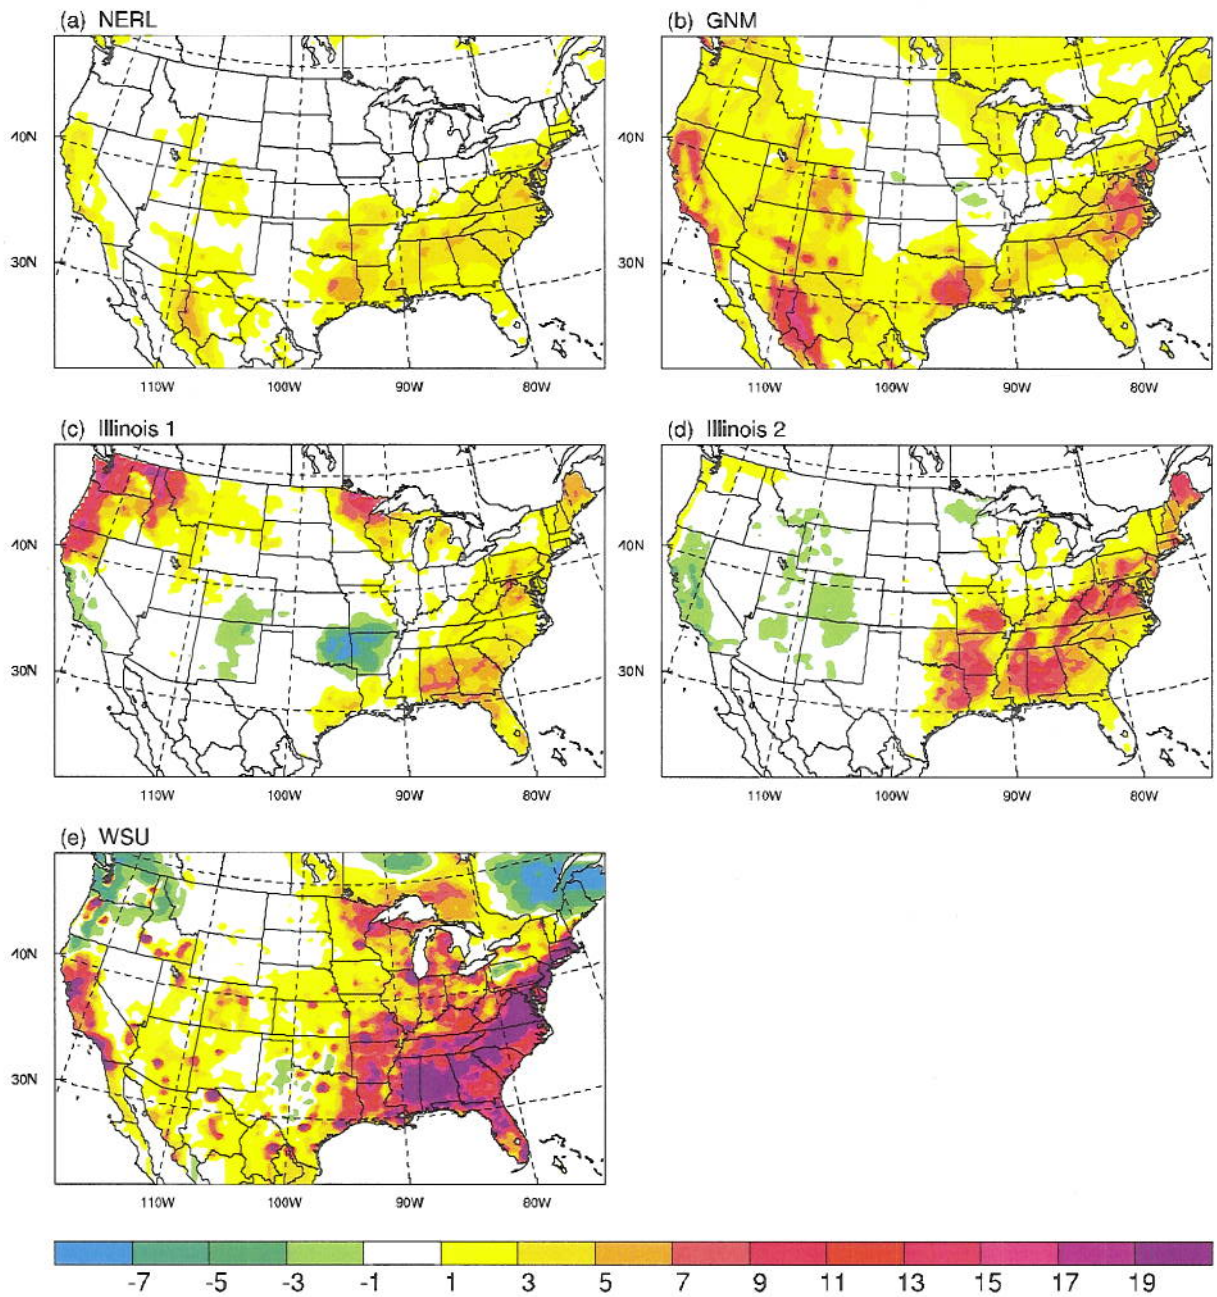 (a) NERL
(b) GNM
40N
30N
110W 100W 90W 80W
40N
30N
110W 100W 90W 80W
(c) Illinois 1
(d) Illinois 2
40N
30N
110W 100W 90W 80W
40N
30N
110W 100W 90W 80W
(e) WSU
40N
30N
110W 100W 90W 80W
-7 -5 -3 -1 1 3 5 7 9 11 13 15 17 19